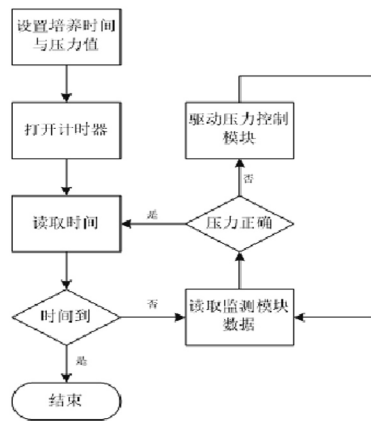 设置培养时间
与压力值
打开计时器
读取时间
时间到
是
结束
否
读取监测模块
数据
压力正确
是
否
驱动压力控制
模块